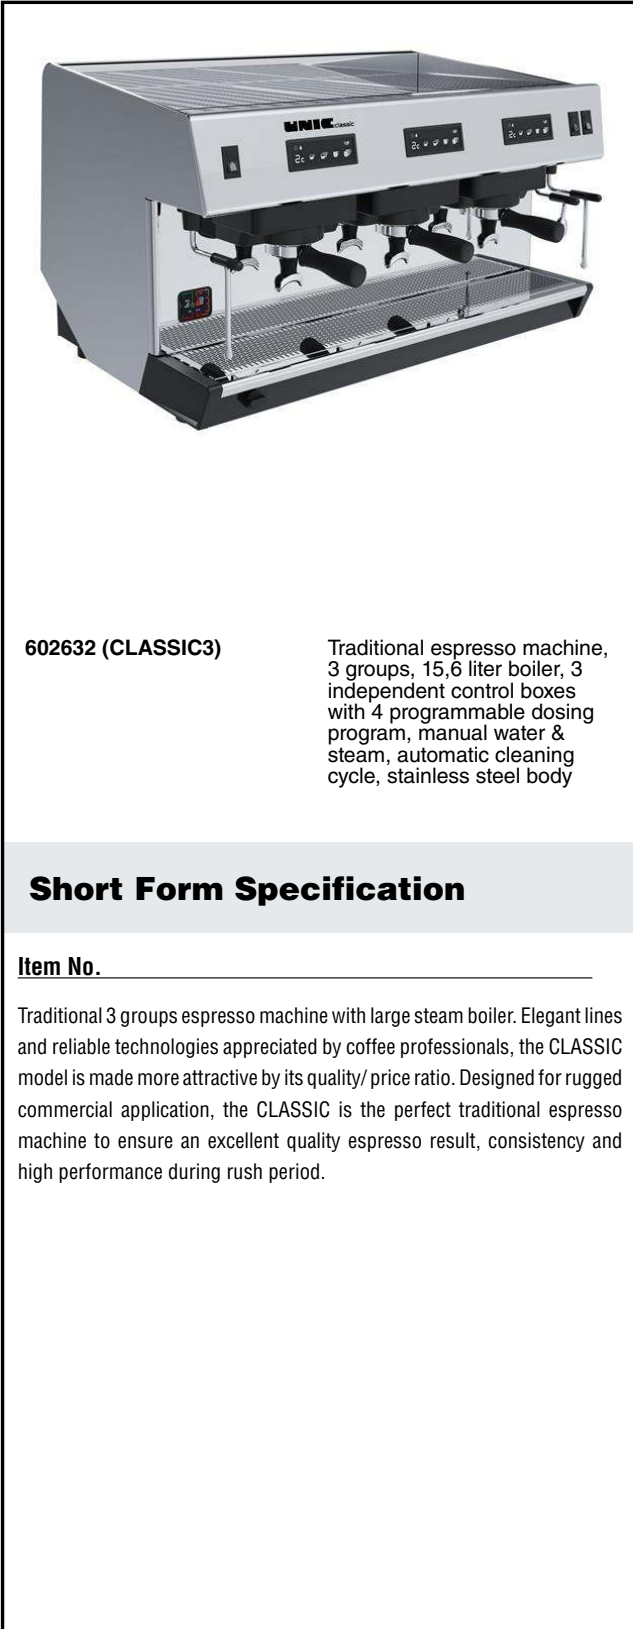 UNIC classic
2c
2c
2c
602632 (CLASSIC3)
Traditional espresso machine,
3 groups, 15,6 liter boiler, 3
independent control boxes
with 4 programmable dosing
program, manual water &
steam, automatic cleaning
cycle, stainless steel body
Short Form Specification
Item No.
Traditional 3 groups espresso machine with large steam boiler. Elegant lines
and reliable technologies appreciated by coffee professionals, the CLASSIC
model is made more attractive by its quality/ price ratio. Designed for rugged
commercial application, the CLASSIC is the perfect traditional espresso
machine to ensure an excellent quality espresso result, consistency and
high performance during rush period.